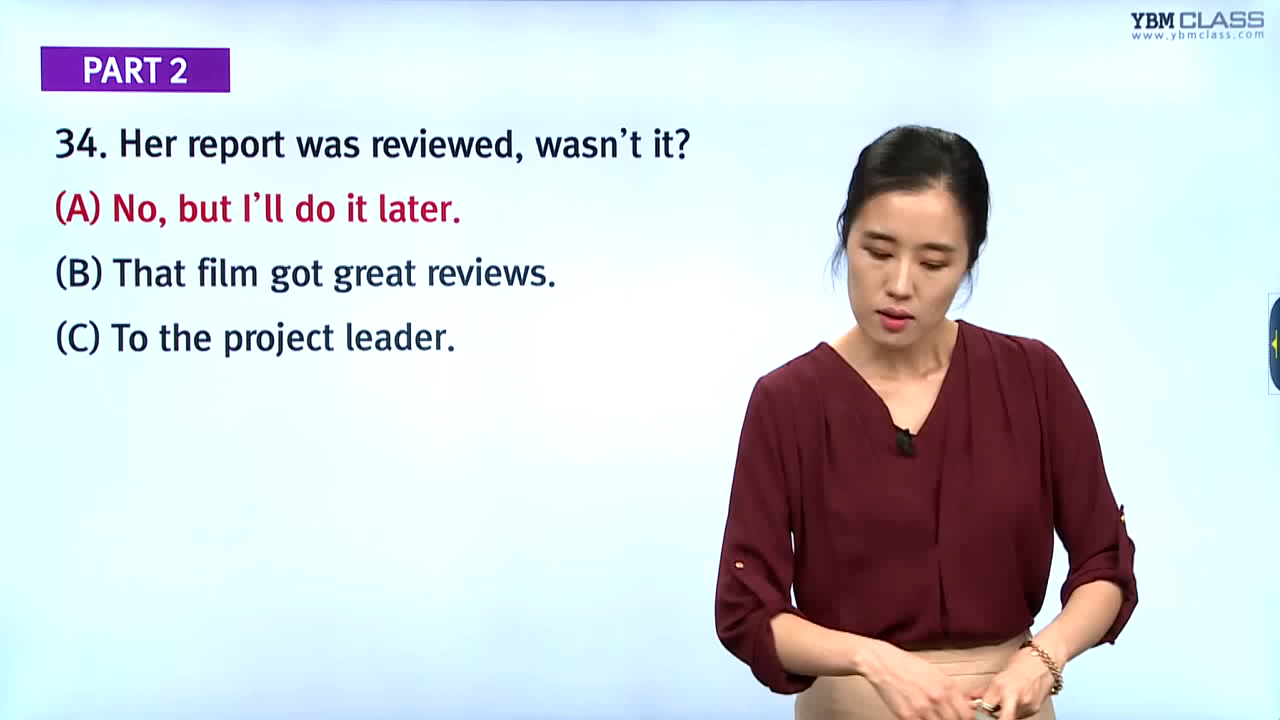 YBM CLASS
www.ybmclass.com
PART 2
34. Her report was reviewed, wasn't it?
(A) No, but I'll do it later.
(B) That film got great reviews.
(C) To the project leader.